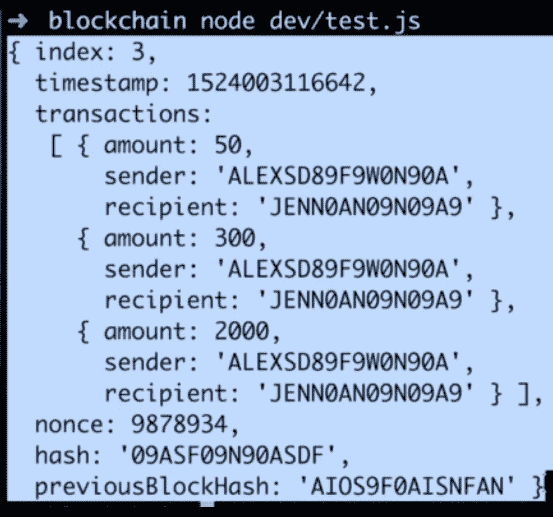 → blockchain node dev/test.js
{ index: 3,
timestamp: 1524003116642,
transactions:
[ { amount: 50,
sender: 'ALEXSD89F9W0N90A',
recipient: 'JENN0AN09N09A9' },
{ amount: 300,
sender: 'ALEXSD89F9W0N90A',
recipient: 'JENN0AN09N09A9' },
{ amount: 2000,
sender: 'ALEXSD89F9W0N90A',
recipient: 'JENN0AN09N09A9' } ],
nonce: 9878934,
hash: '09ASF09N90ASDF',
previousBlockHash: 'AIOS9F0AISNFAN' }